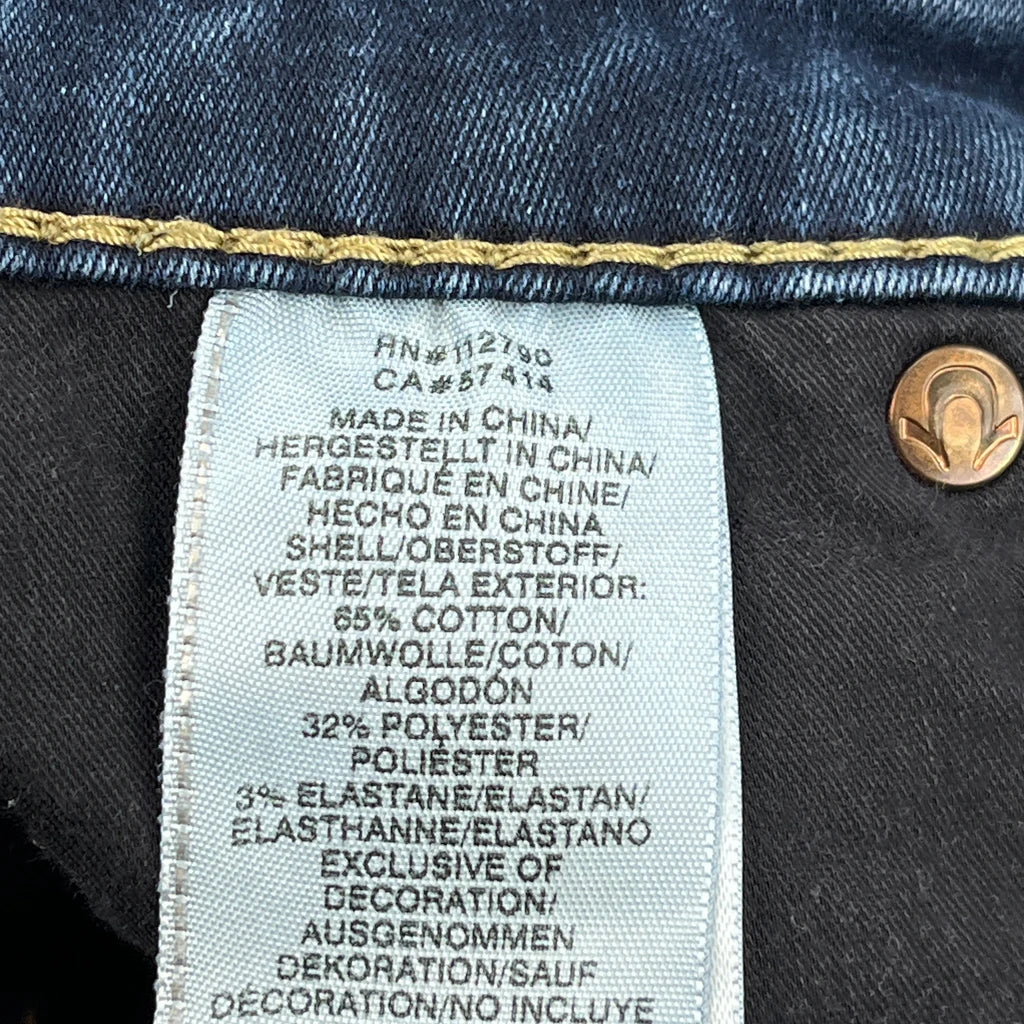 RN#112790
CA#57414
MADE IN CHINA/
HERGESTELLT IN CHINA/
FABRIQUÉ EN CHINE/
HECHO EN CHINA
SHELL/OBERSTOFF/
VESTE/TELA EXTERIOR:
65% COTTON/
BAUMWOLLE/COTON/
ALGODÓN
32% POLYESTER/
POLIÉSTER
3% ELASTANE/ELASTAN/
ELASTHANNE/ELASTANO
EXCLUSIVE OF
DECORATION/
AUSGENOMMEN
DEKORATION/SAUF
DÉCORATION/NO INCLUYE